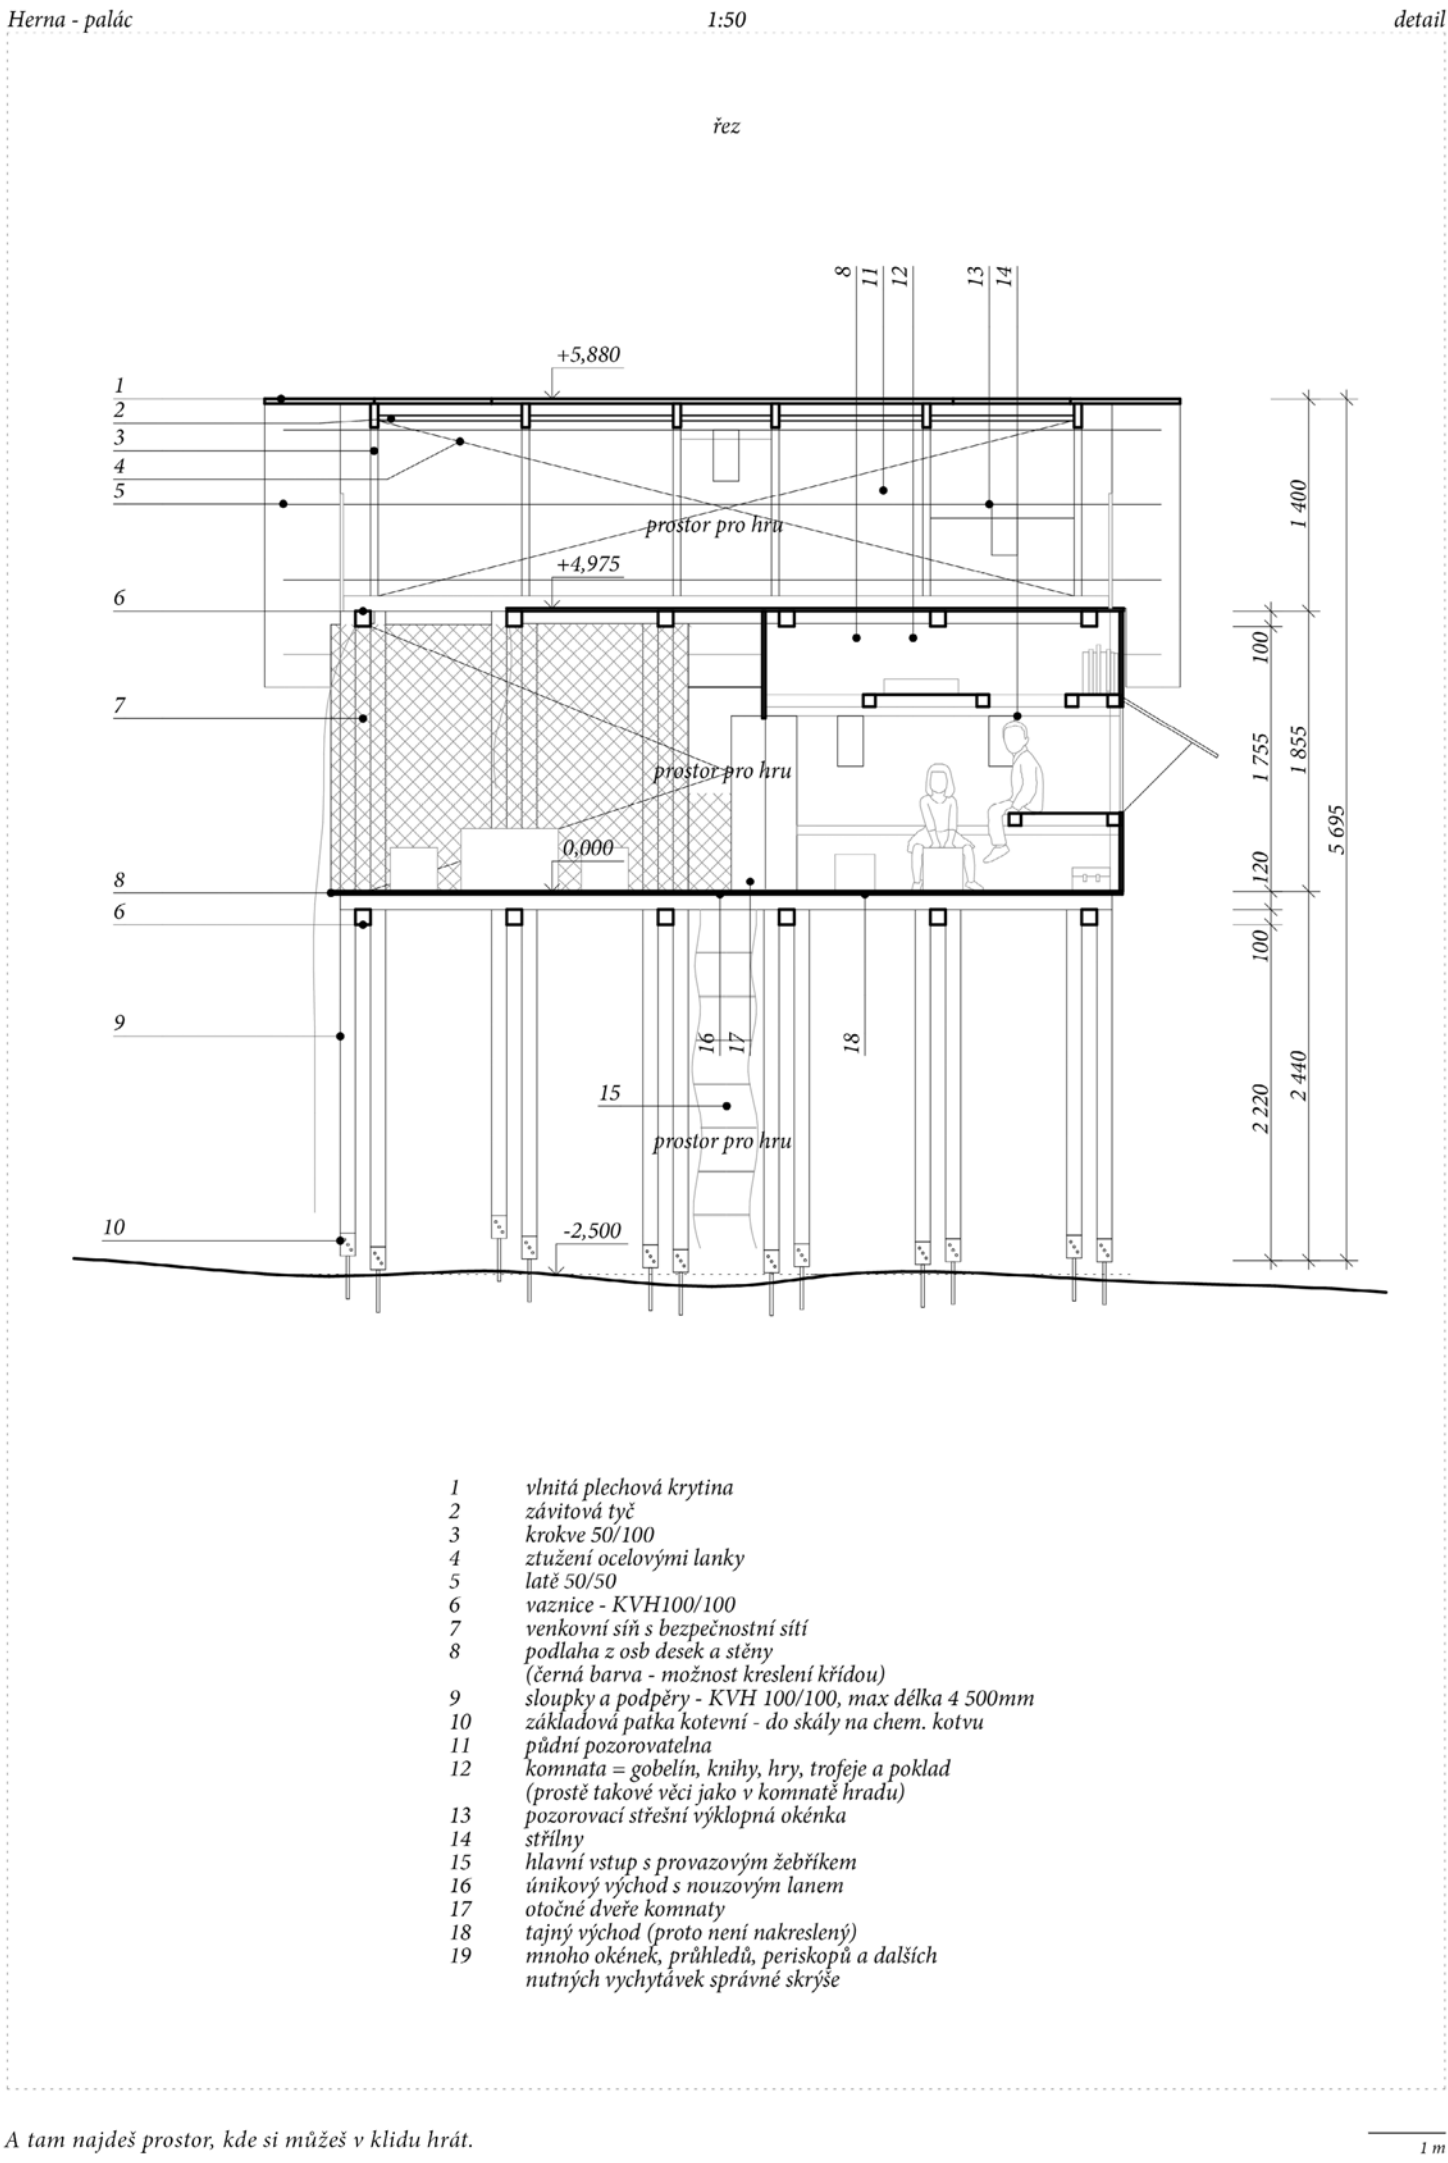 Herna - palác
1:50
detail
řez
8
11
12
13
14
+5,880
1
2
3
4
5
prostor pro hru
1 400
+4,975
6
100
7
prostor pro hru
1 755
1 855
5 695
0,000
120
8
6
100
9
16
17
18
15
prostor pro hru
2 220
2 440
10
-2,500
1 vlnitá plechová krytina
2 závitová tyč
3 krokve 50/100
4 ztužení ocelovými lanky
5 latě 50/50
6 vaznice - KVH100/100
7 venkovní síň s bezpečnostní sítí
8 podlaha z osb desek a stěny
(černá barva - možnost kreslení křídou)
9 sloupky a podpěry - KVH 100/100, max délka 4 500mm
10 základová patka kotevní - do skály na chem. kotvu
11 půdní pozorovatelna
12 komnata = gobelín, knihy, hry, trofeje a poklad
(prostě takové věci jako v komnatě hradu)
13 pozorovací střešní výklopná okénka
14 střílny
15 hlavní vstup s provazovým žebříkem
16 únikový východ s nouzovým lanem
17 otočné dveře komnaty
18 tajný východ (proto není nakreslený)
19 mnoho okének, průhledů, periskopů a dalších
nutných vychytávek správné skrýše
A tam najdeš prostor, kde si můžeš v klidu hrát.
1 m